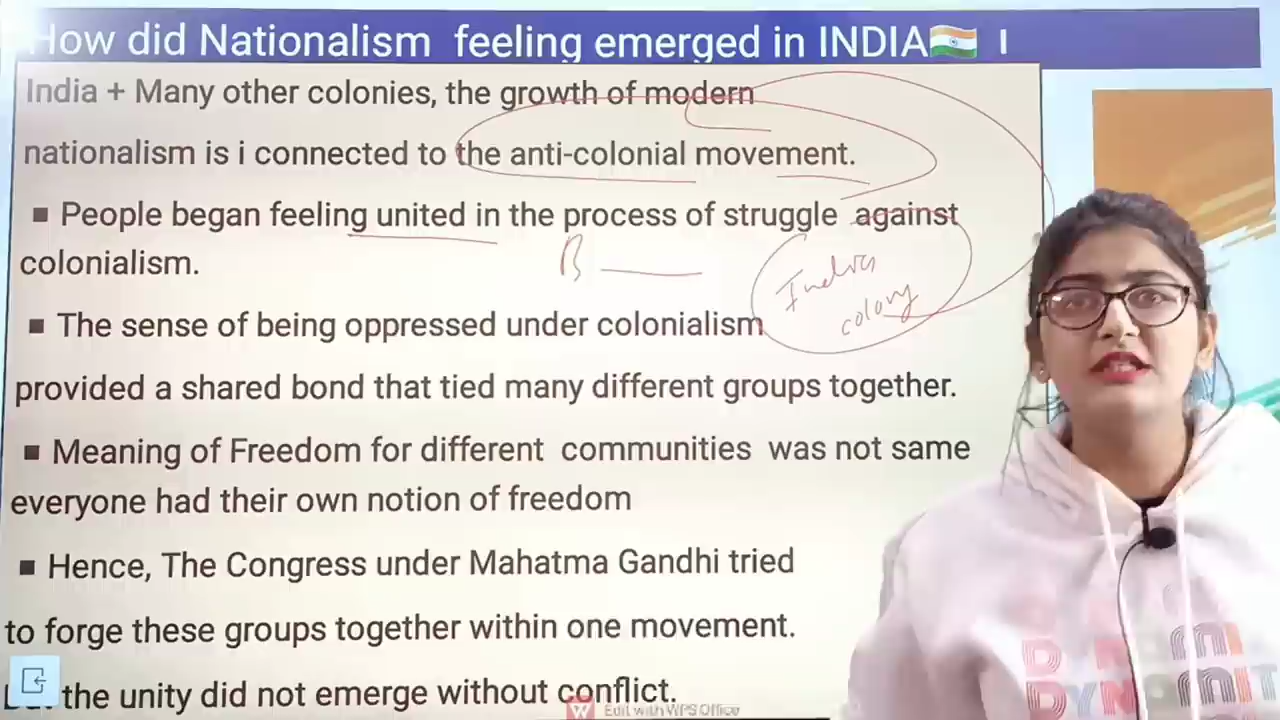 How did Nationalism feeling emerged in INDIA🇮🇳 I
India + Many other colonies, the growth of modern
nationalism is i connected to the anti-colonial movement.
▪ People began feeling united in the process of struggle against
colonialism.
B
India
colony
▪ The sense of being oppressed under colonialism
provided a shared bond that tied many different groups together.
▪ Meaning of Freedom for different communities was not same
everyone had their own notion of freedom
▪ Hence, The Congress under Mahatma Gandhi tried
to forge these groups together within one movement.
the unity did not emerge without conflict.
Edit with WPS Office